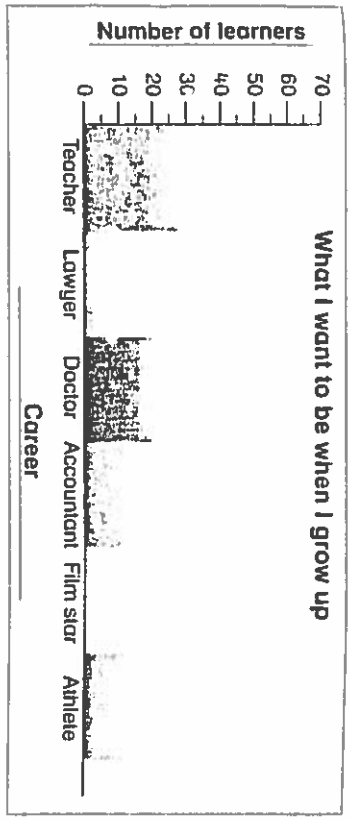 What I want to be when I grow up
Number of learners
70
60
50
40
30
20
10
0
Teacher
Lawyer
Doctor
Accountant
Film star
Athlete
Career